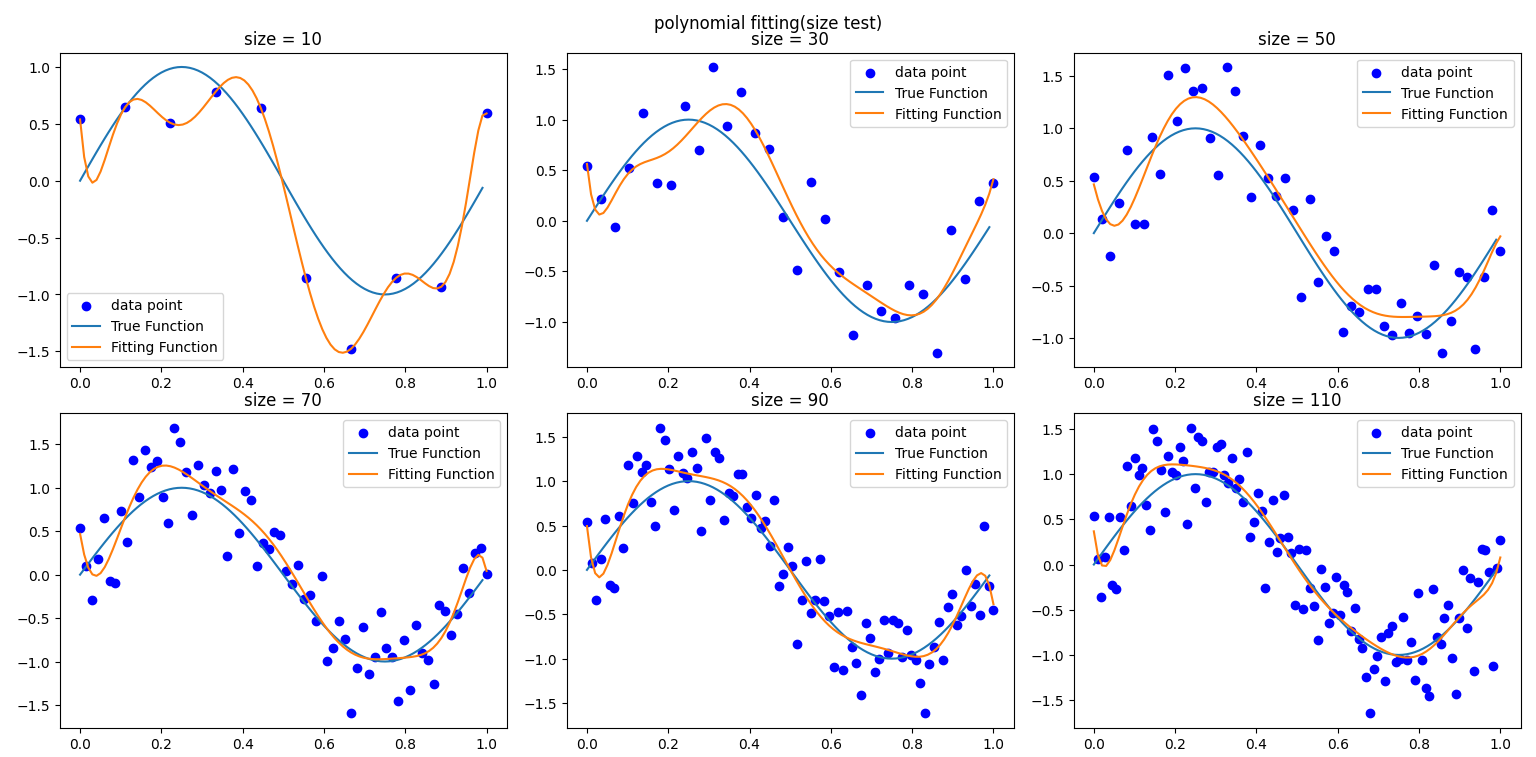 polynomial fitting(size test)
size = 10
1.0
0.5
0.0
−0.5
−1.0
−1.5
0.0 0.2 0.4 0.6 0.8 1.0
data point
True Function
Fitting Function
size = 30
1.5
1.0
0.5
0.0
−0.5
−1.0
0.0 0.2 0.4 0.6 0.8 1.0
data point
True Function
Fitting Function
size = 50
1.5
1.0
0.5
0.0
−0.5
−1.0
0.0 0.2 0.4 0.6 0.8 1.0
data point
True Function
Fitting Function
size = 70
1.5
1.0
0.5
0.0
−0.5
−1.0
−1.5
0.0 0.2 0.4 0.6 0.8 1.0
data point
True Function
Fitting Function
size = 90
1.5
1.0
0.5
0.0
−0.5
−1.0
−1.5
0.0 0.2 0.4 0.6 0.8 1.0
data point
True Function
Fitting Function
size = 110
1.5
1.0
0.5
0.0
−0.5
−1.0
−1.5
0.0 0.2 0.4 0.6 0.8 1.0
data point
True Function
Fitting Function